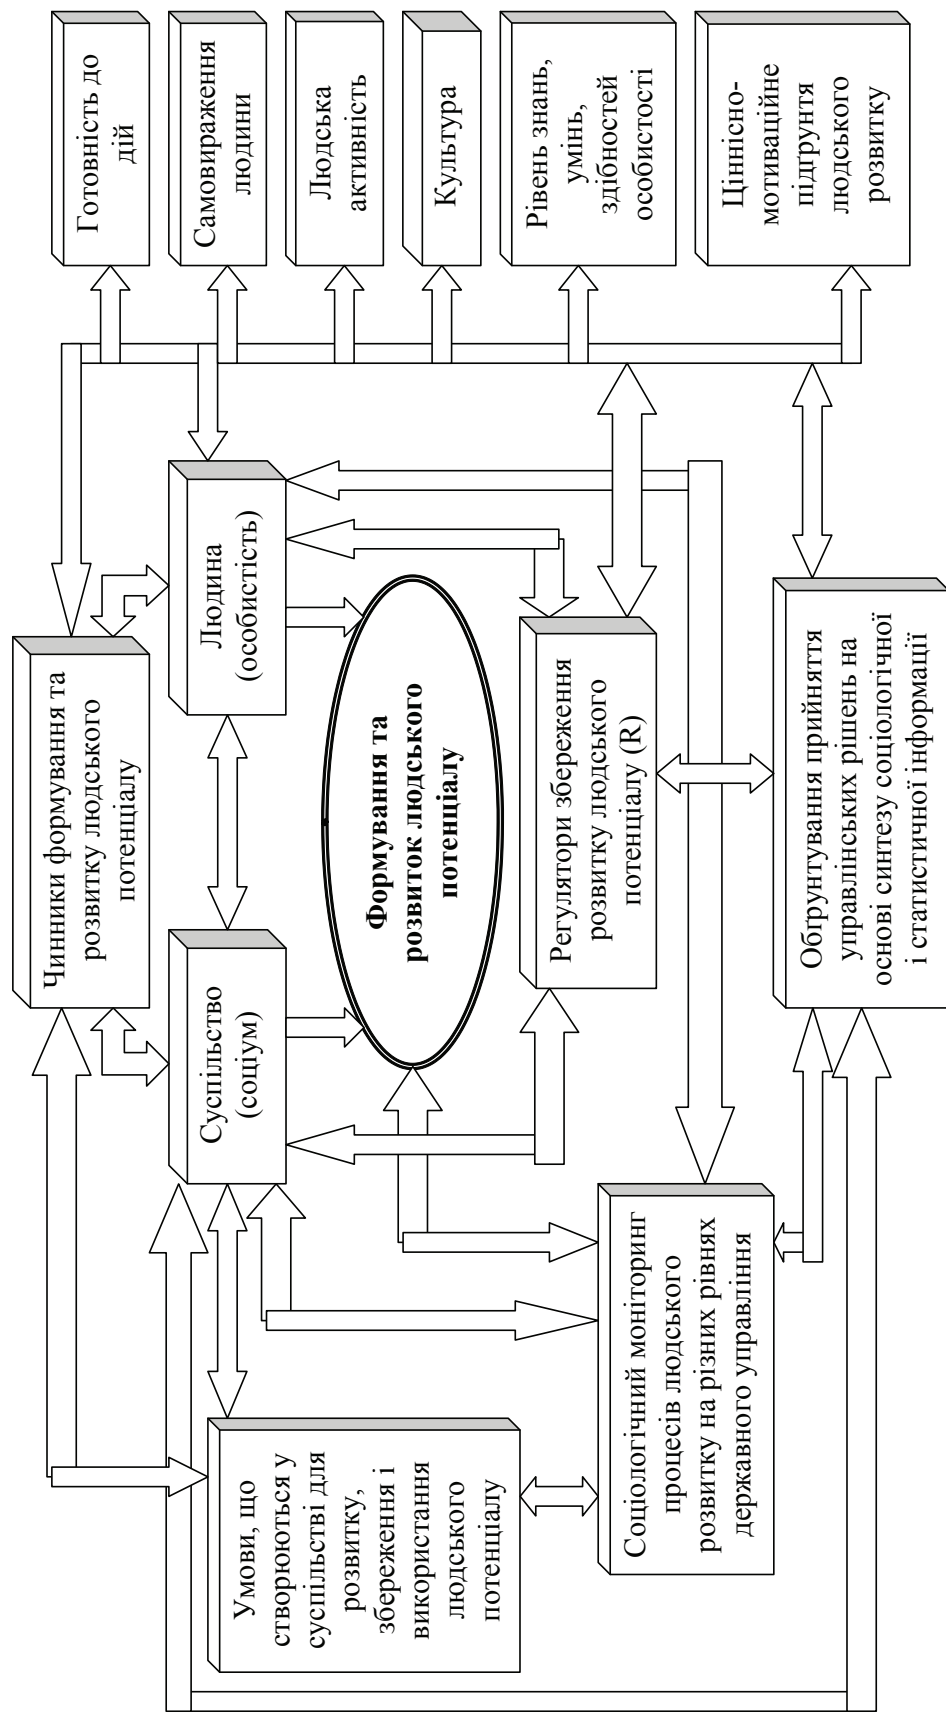 Чинники формування та
розвитку людського
потенціалу
Умови, що
створюються у
суспільстві для
розвитку,
збереження і
використання
людського
потенціалу
Суспільство
(соціум)
Людина
(особистість)
Формування та
розвиток людського
потенціалу
Регулятори збереження
розвитку людського
потенціалу (R)
Соціологічний моніторинг
процесів людського
розвитку на різних рівнях
державного управління
Обґрунтування прийняття
управлінських рішень на
основі синтезу соціологічної
і статистичної інформації
Готовність до
дій
Самовираження
людини
Людська
активність
Культура
Рівень знань,
умінь,
здібностей
особистості
Ціннісно-
мотиваційне
підґрунтя
людського
розвитку